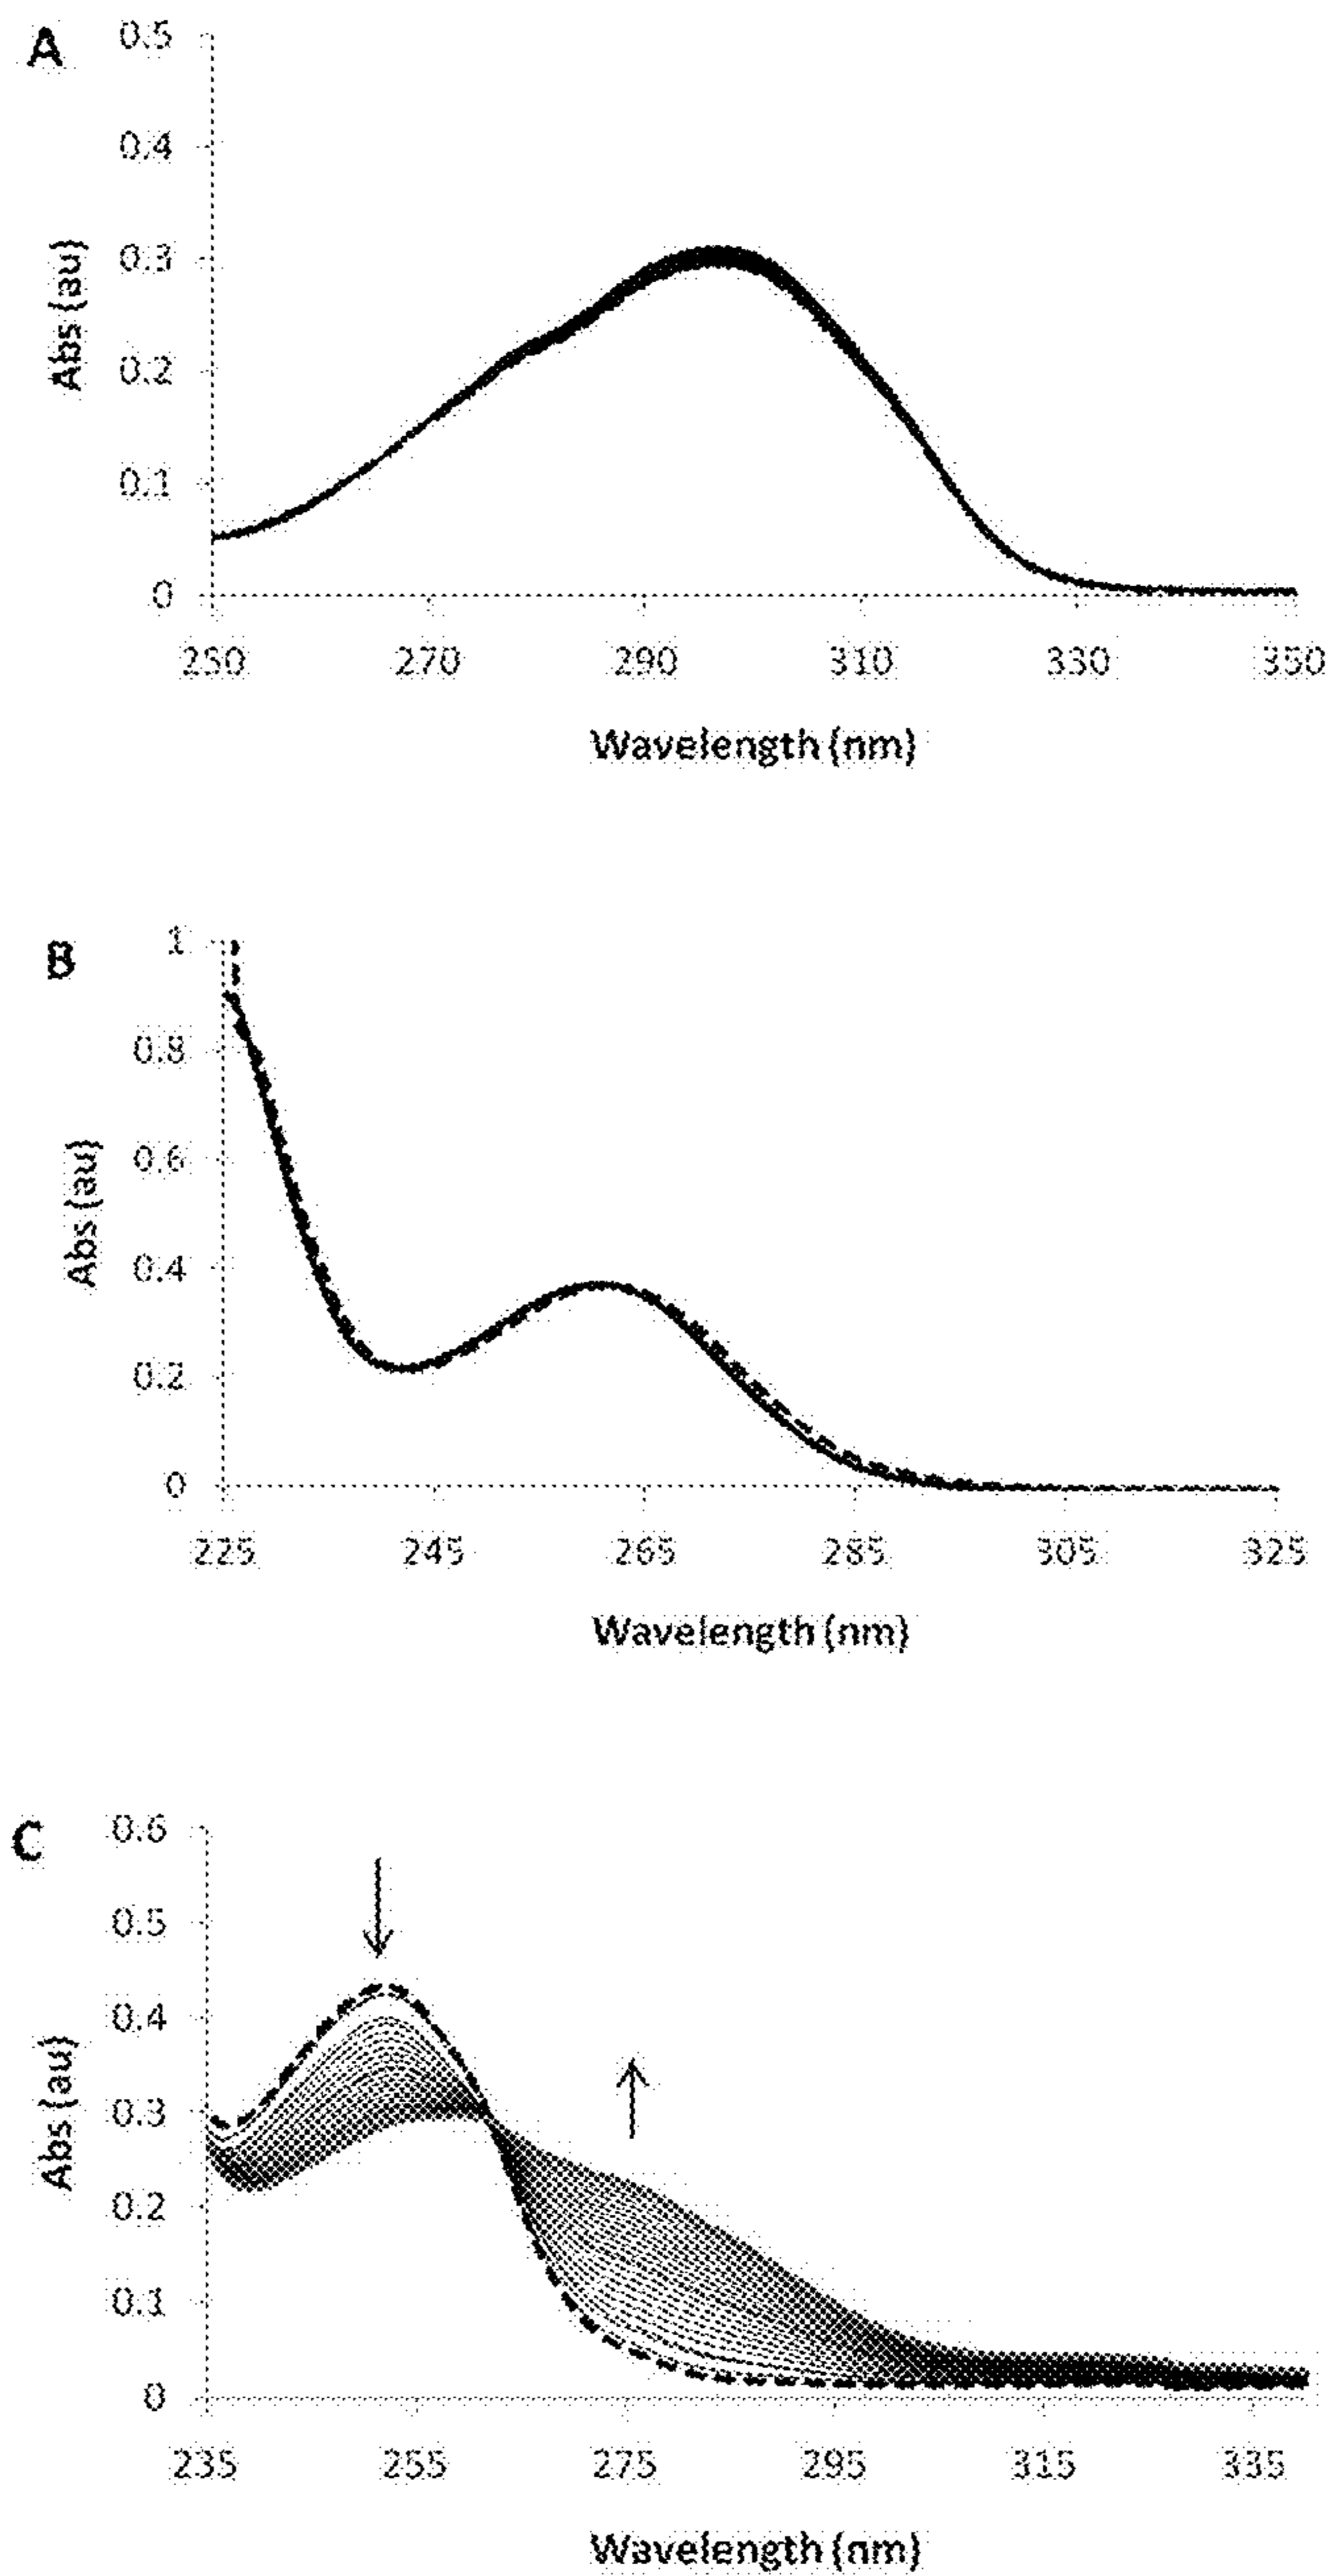 A
0.5
0.4
0.3
0.2
0.1
0
Abs (au)
250 270 290 310 330 350
Wavelength (nm)
B
1
0.8
0.6
0.4
0.2
0
Abs (au)
225 245 265 285 305 325
Wavelength (nm)
C
0.6
0.5
0.4
0.3
0.2
0.1
0
Abs (au)
235 255 275 295 315 335
Wavelength (nm)